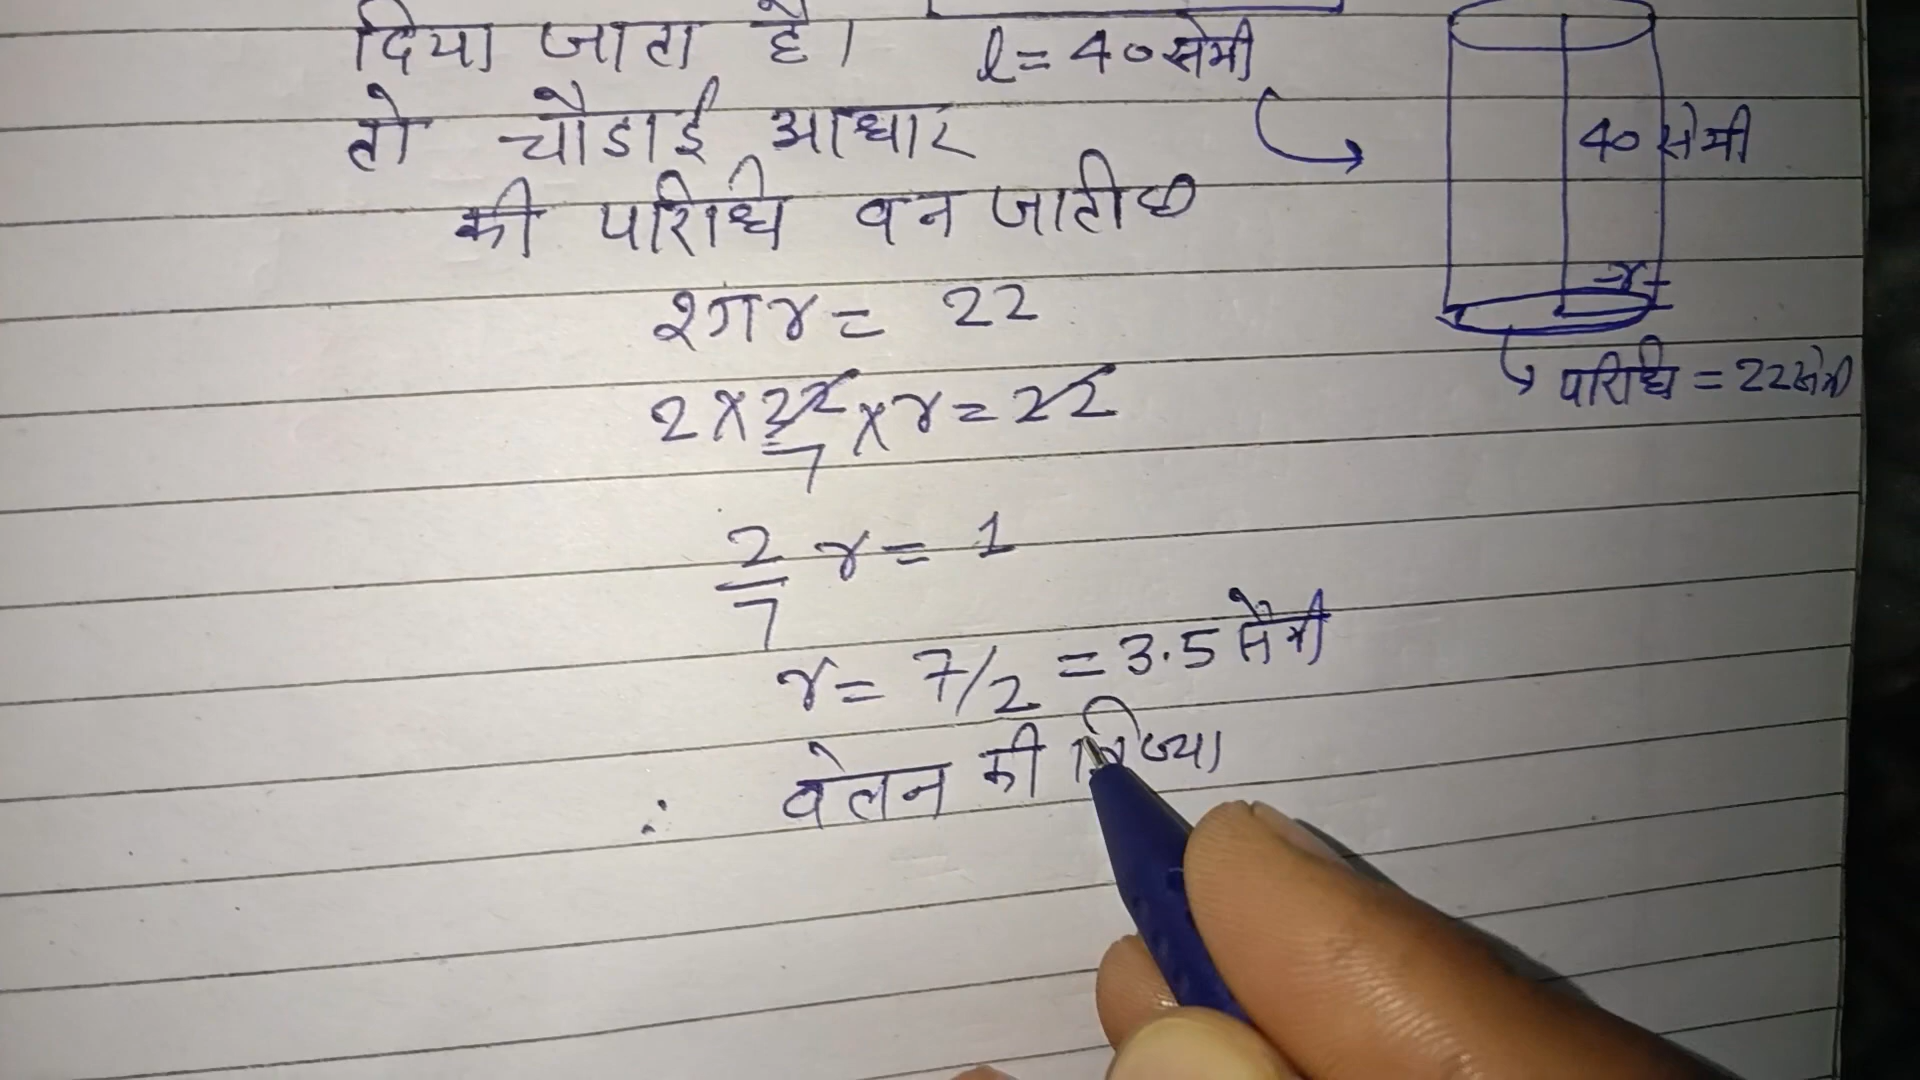 दिया जाता है। l = 40 सेमी
तो चौडाई आधार
की परिधि वन जाती है
40 सेमी
r
परिधि = 22 सेमी
2πr = 22
2 × 22/7 × r = 22
2/7 r = 1
r = 7/2 = 3.5 सेमी
∴ वेलन की त्रिज्या